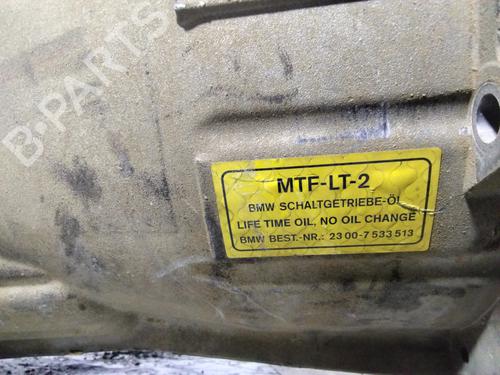 B-PARTS
MTF-LT-2
BMW SCHALTGETRIEBE-ÖL
LIFE TIME OIL, NO OIL CHANGE
BMW BEST.-NR.: 23 00-7 533 513